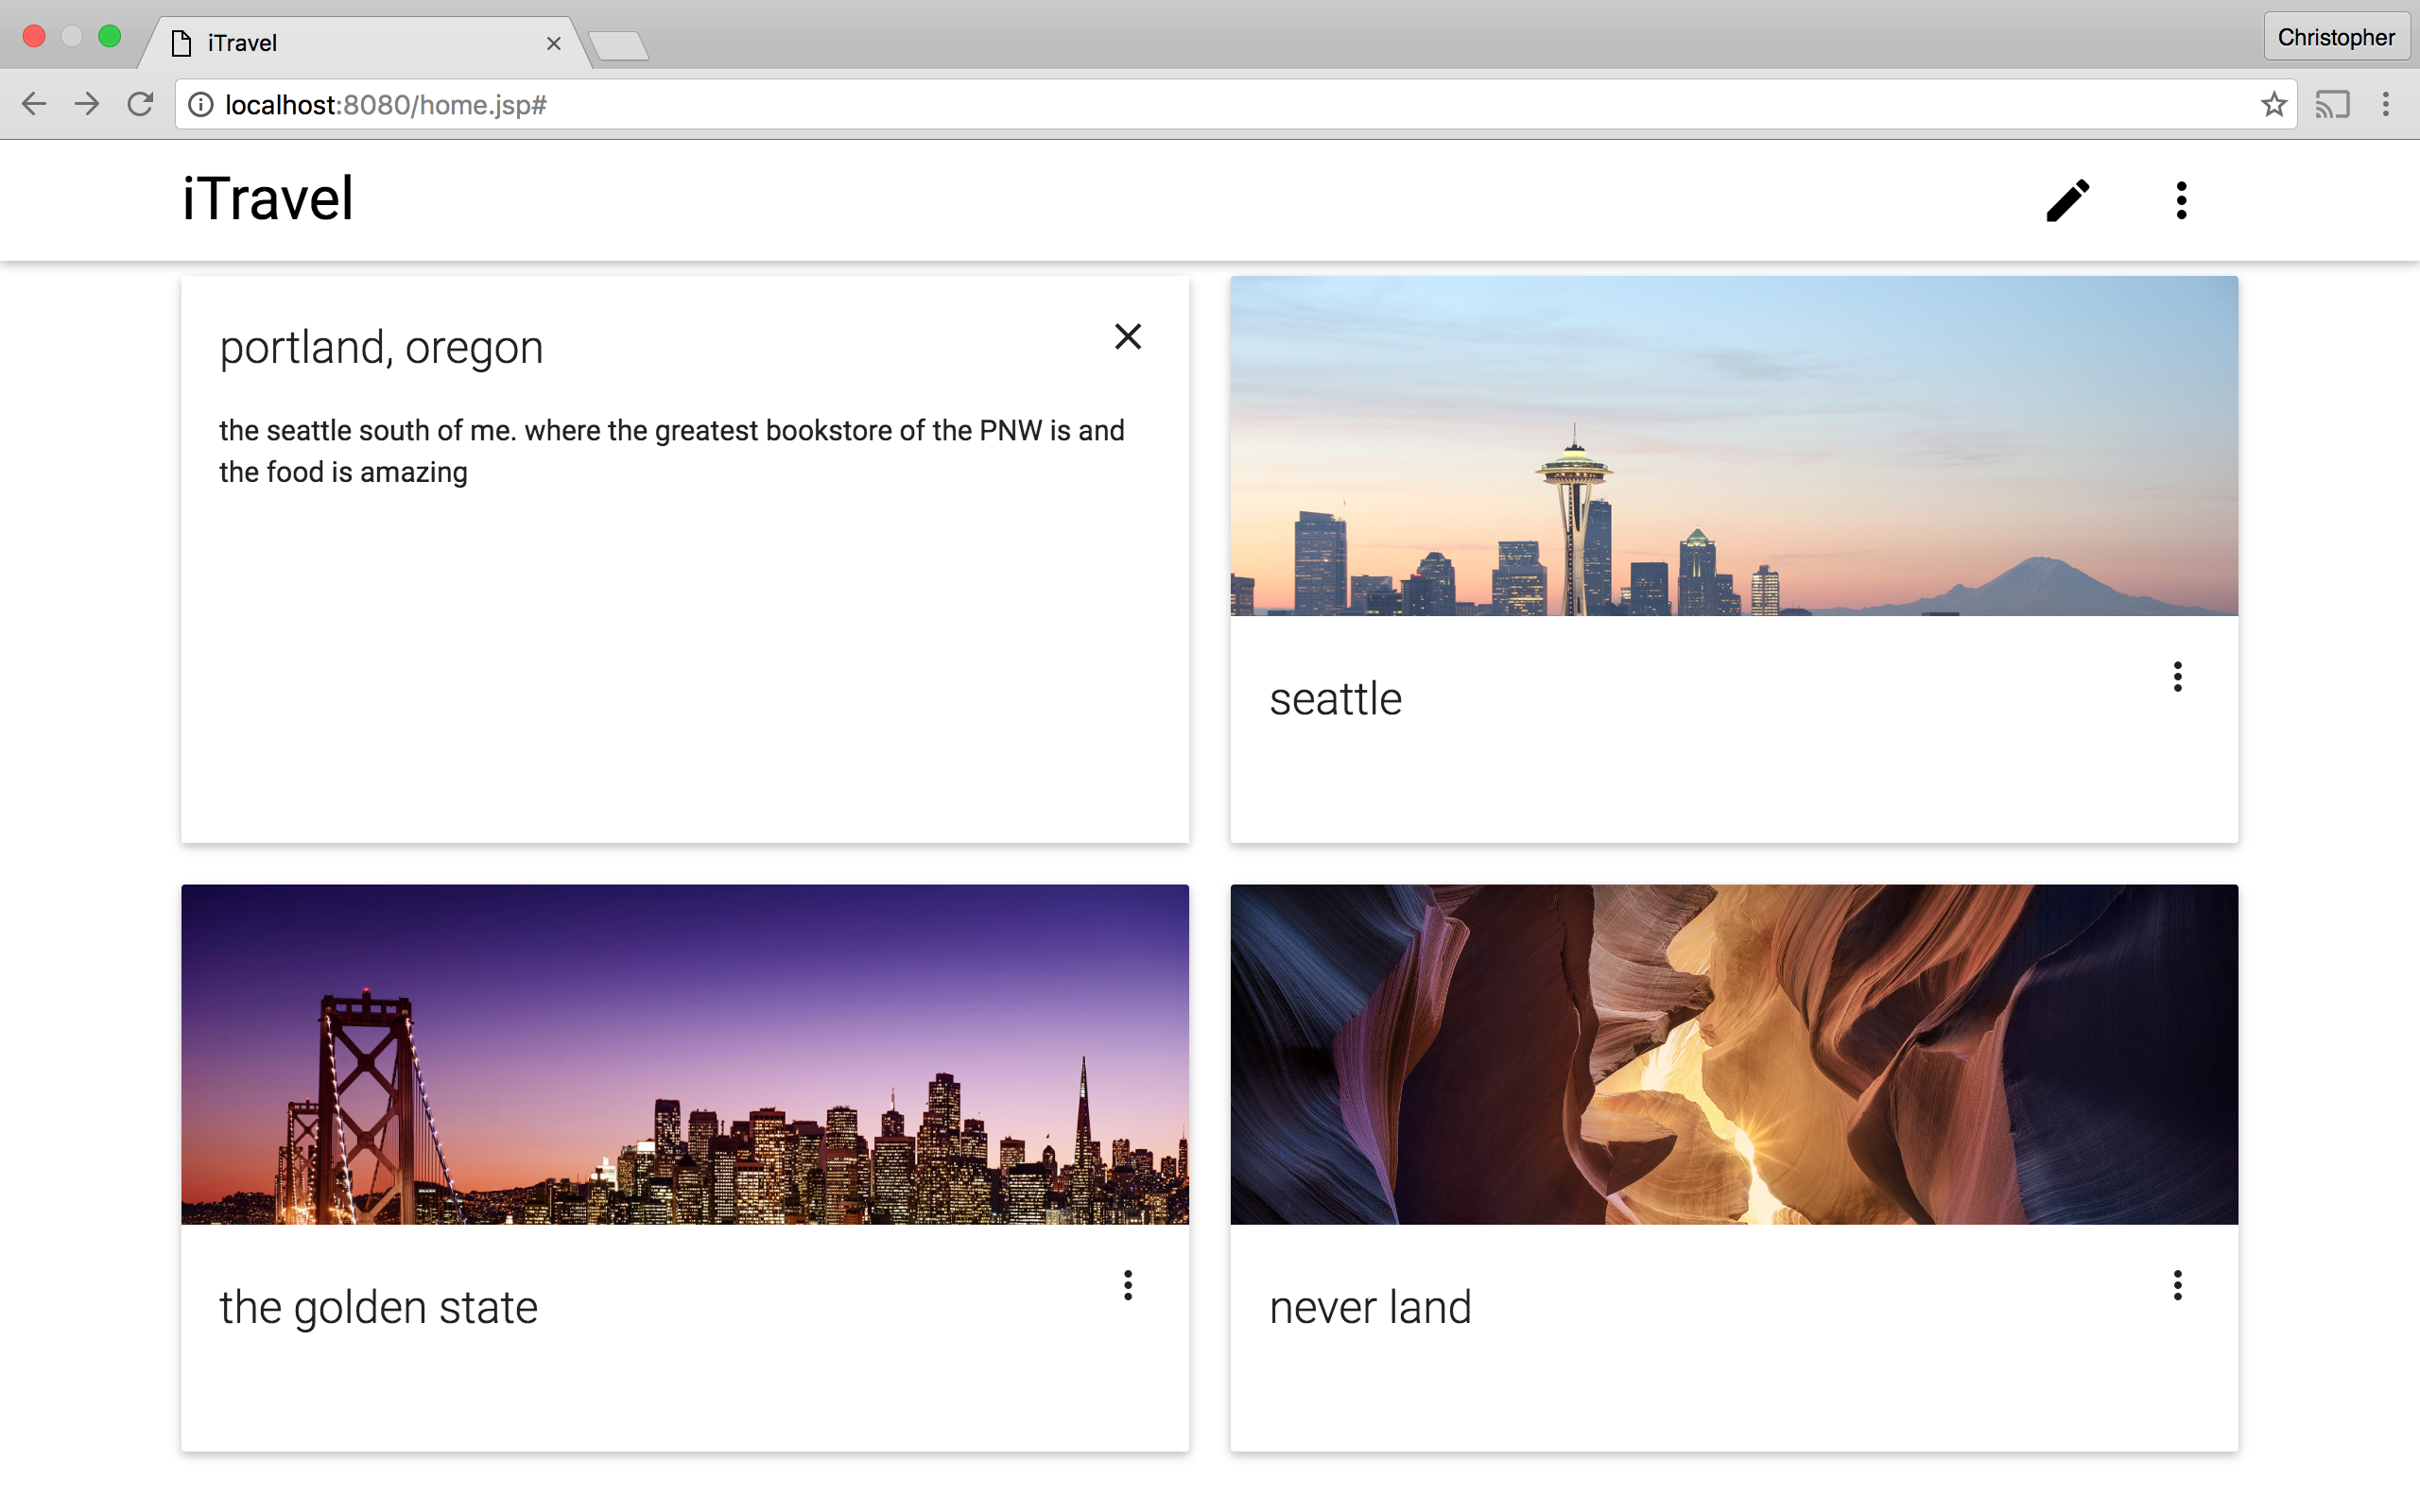 iTravel
Christopher
localhost:8080/home.jsp#
iTravel
portland, oregon
the seattle south of me. where the greatest bookstore of the PNW is and
the food is amazing
seattle
the golden state
never land